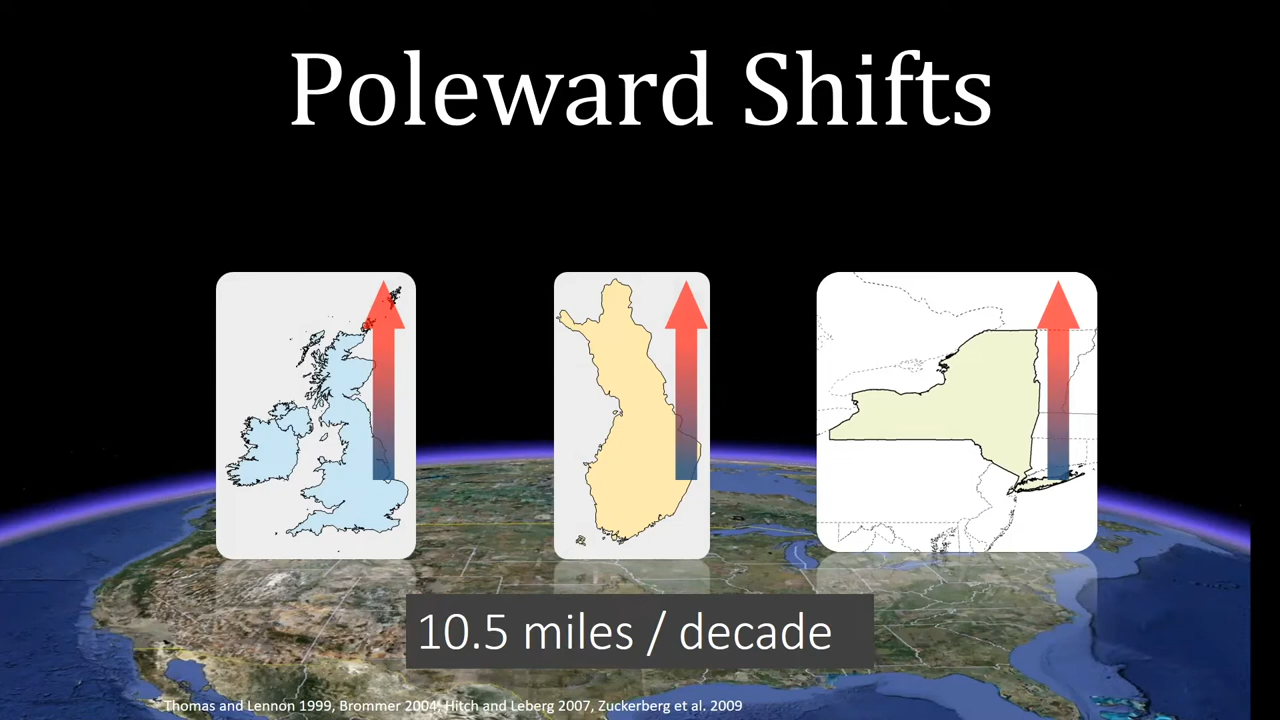 Poleward Shifts
10.5 miles / decade
Thomas and Lennon 1999, Brommer 2004, Hitch and Leberg 2007, Zuckerberg et al. 2009